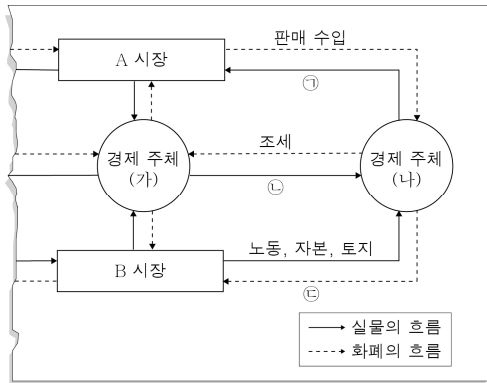 판매 수입
A 시장
㉠
조세
경제 주체
(가)
경제 주체
(나)
㉡
노동, 자본, 토지
B 시장
㉢
실물의 흐름
화폐의 흐름